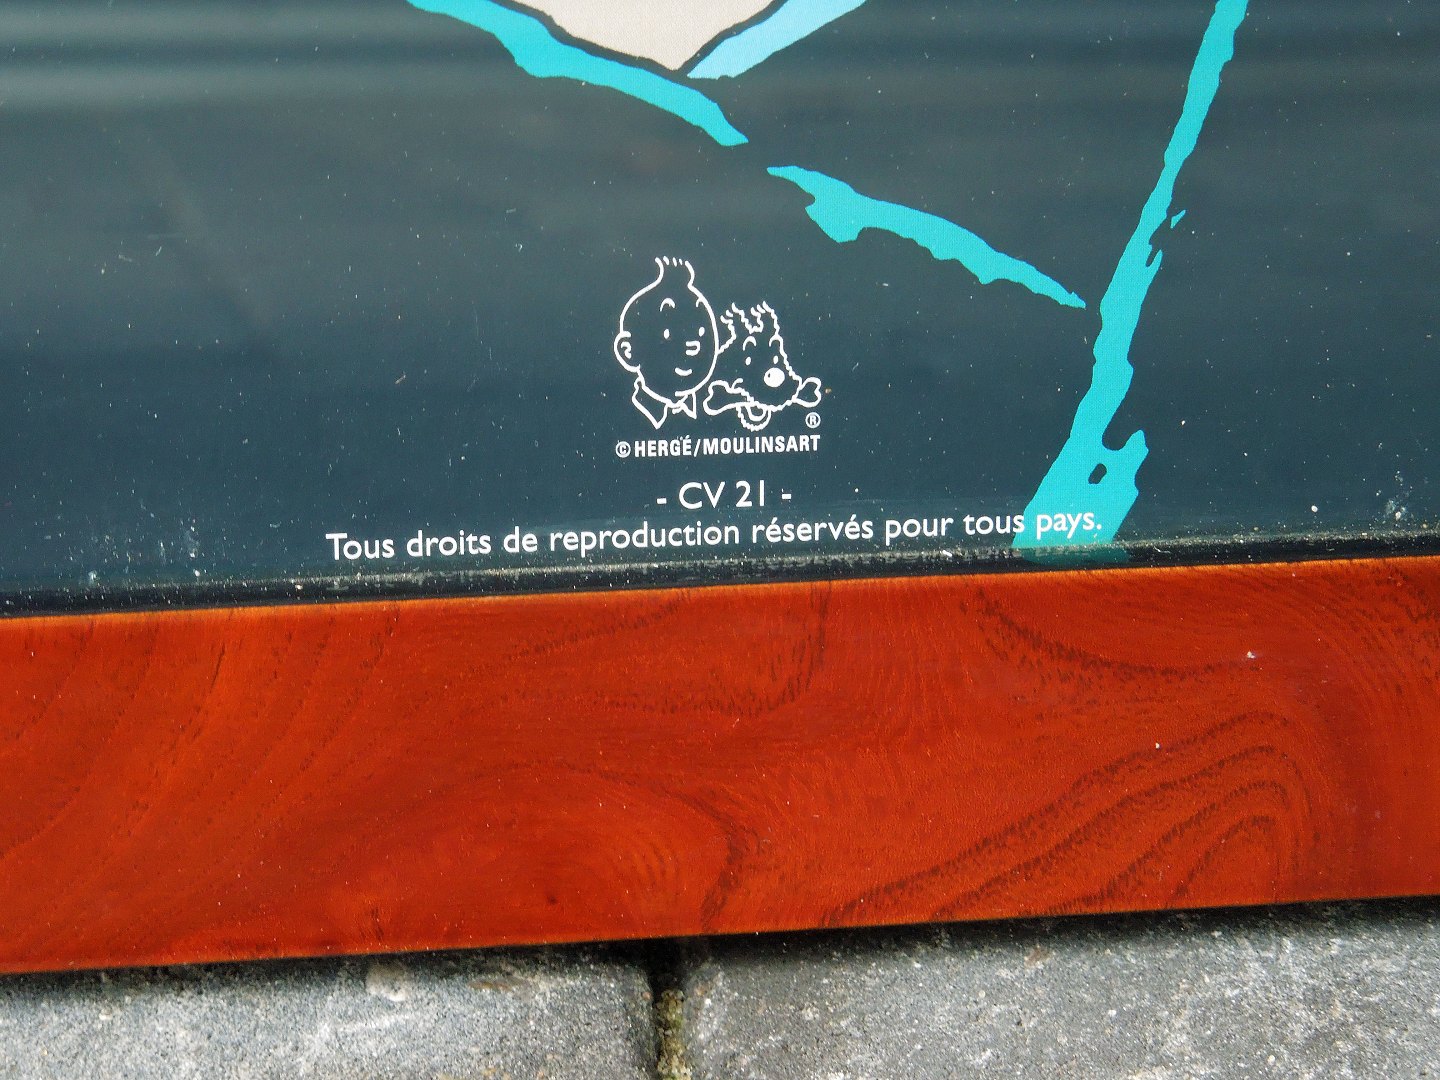 ®
© HERGÉ/MOULINSART
- CV 21 -
Tous droits de reproduction réservés pour tous pays.